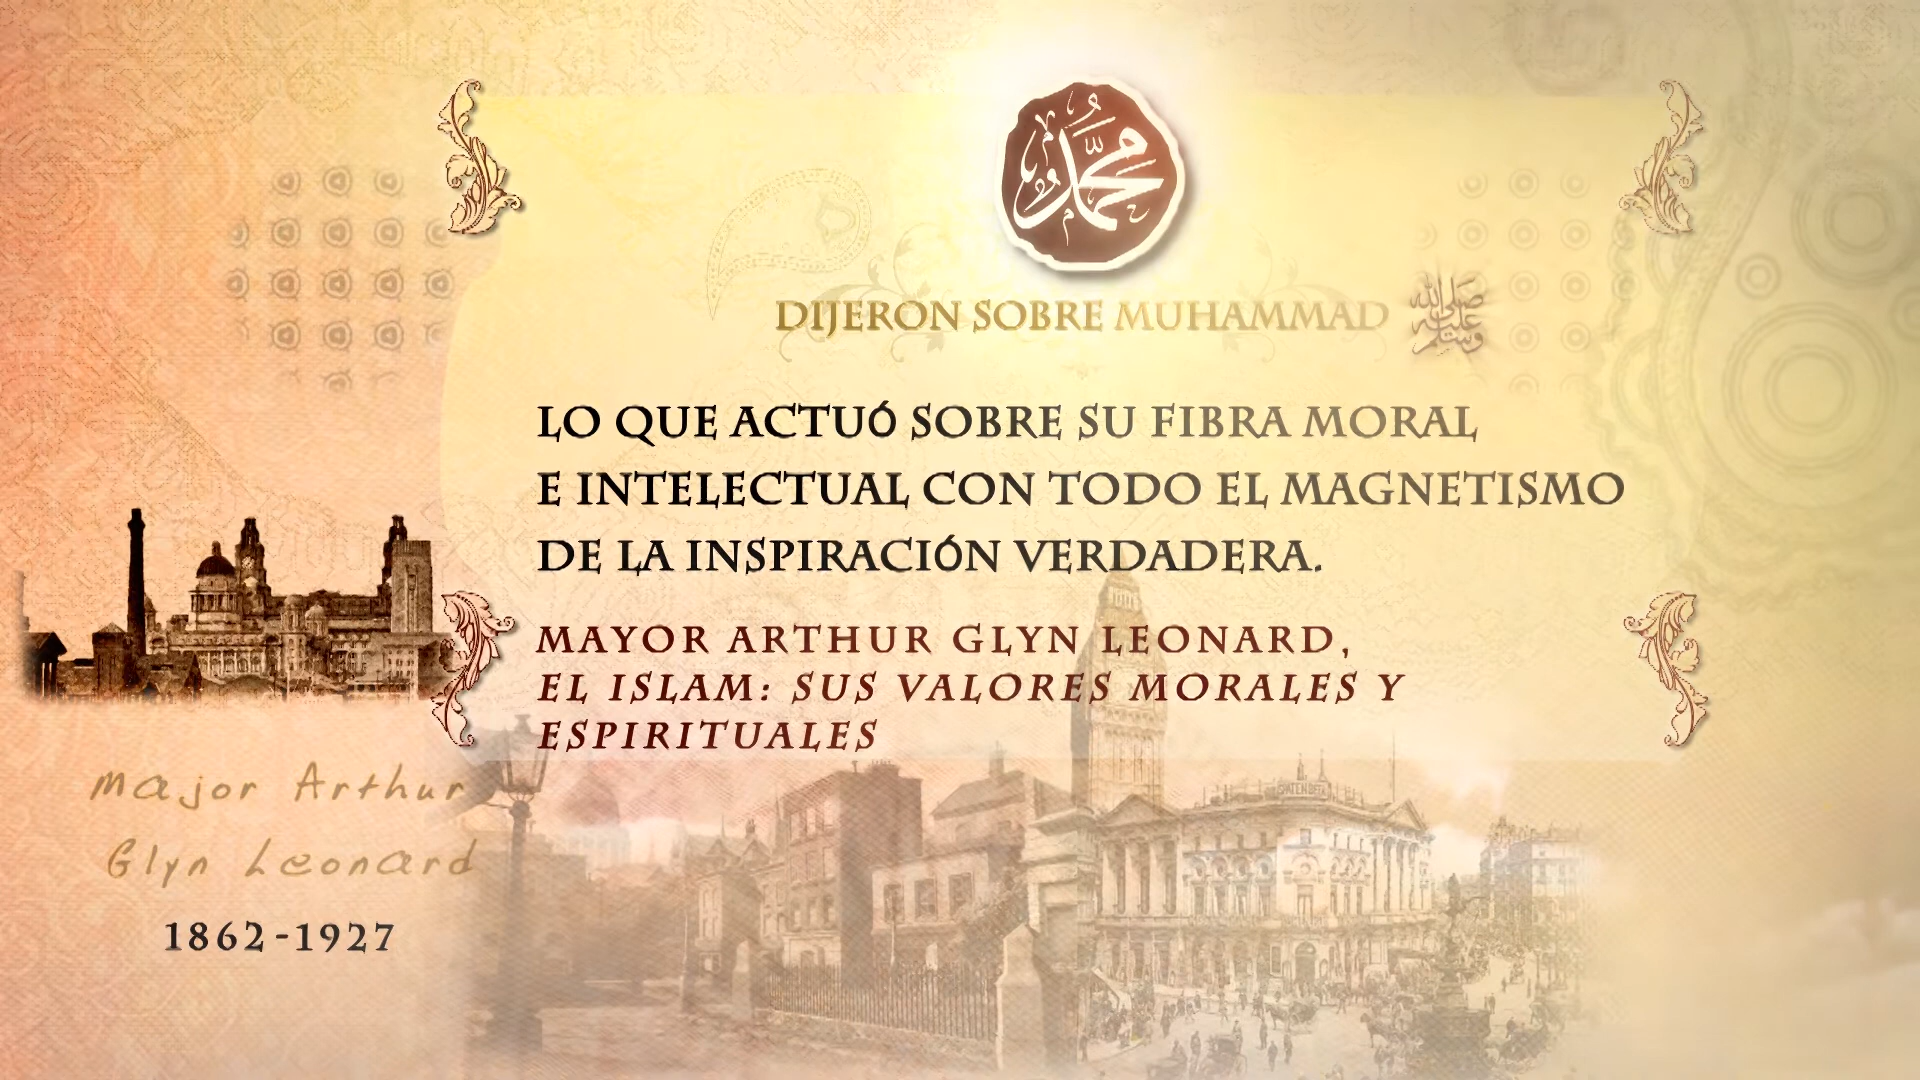 محمد
DIJERON SOBRE MUHAMMAD ﷺ
LO QUE ACTUÓ SOBRE SU FIBRA MORAL
E INTELECTUAL CON TODO EL MAGNETISMO
DE LA INSPIRACIÓN VERDADERA.
MAYOR ARTHUR GLYN LEONARD,
EL ISLAM: SUS VALORES MORALES Y
ESPIRITUALES
Major Arthur
Glyn Leonard
1862-1927